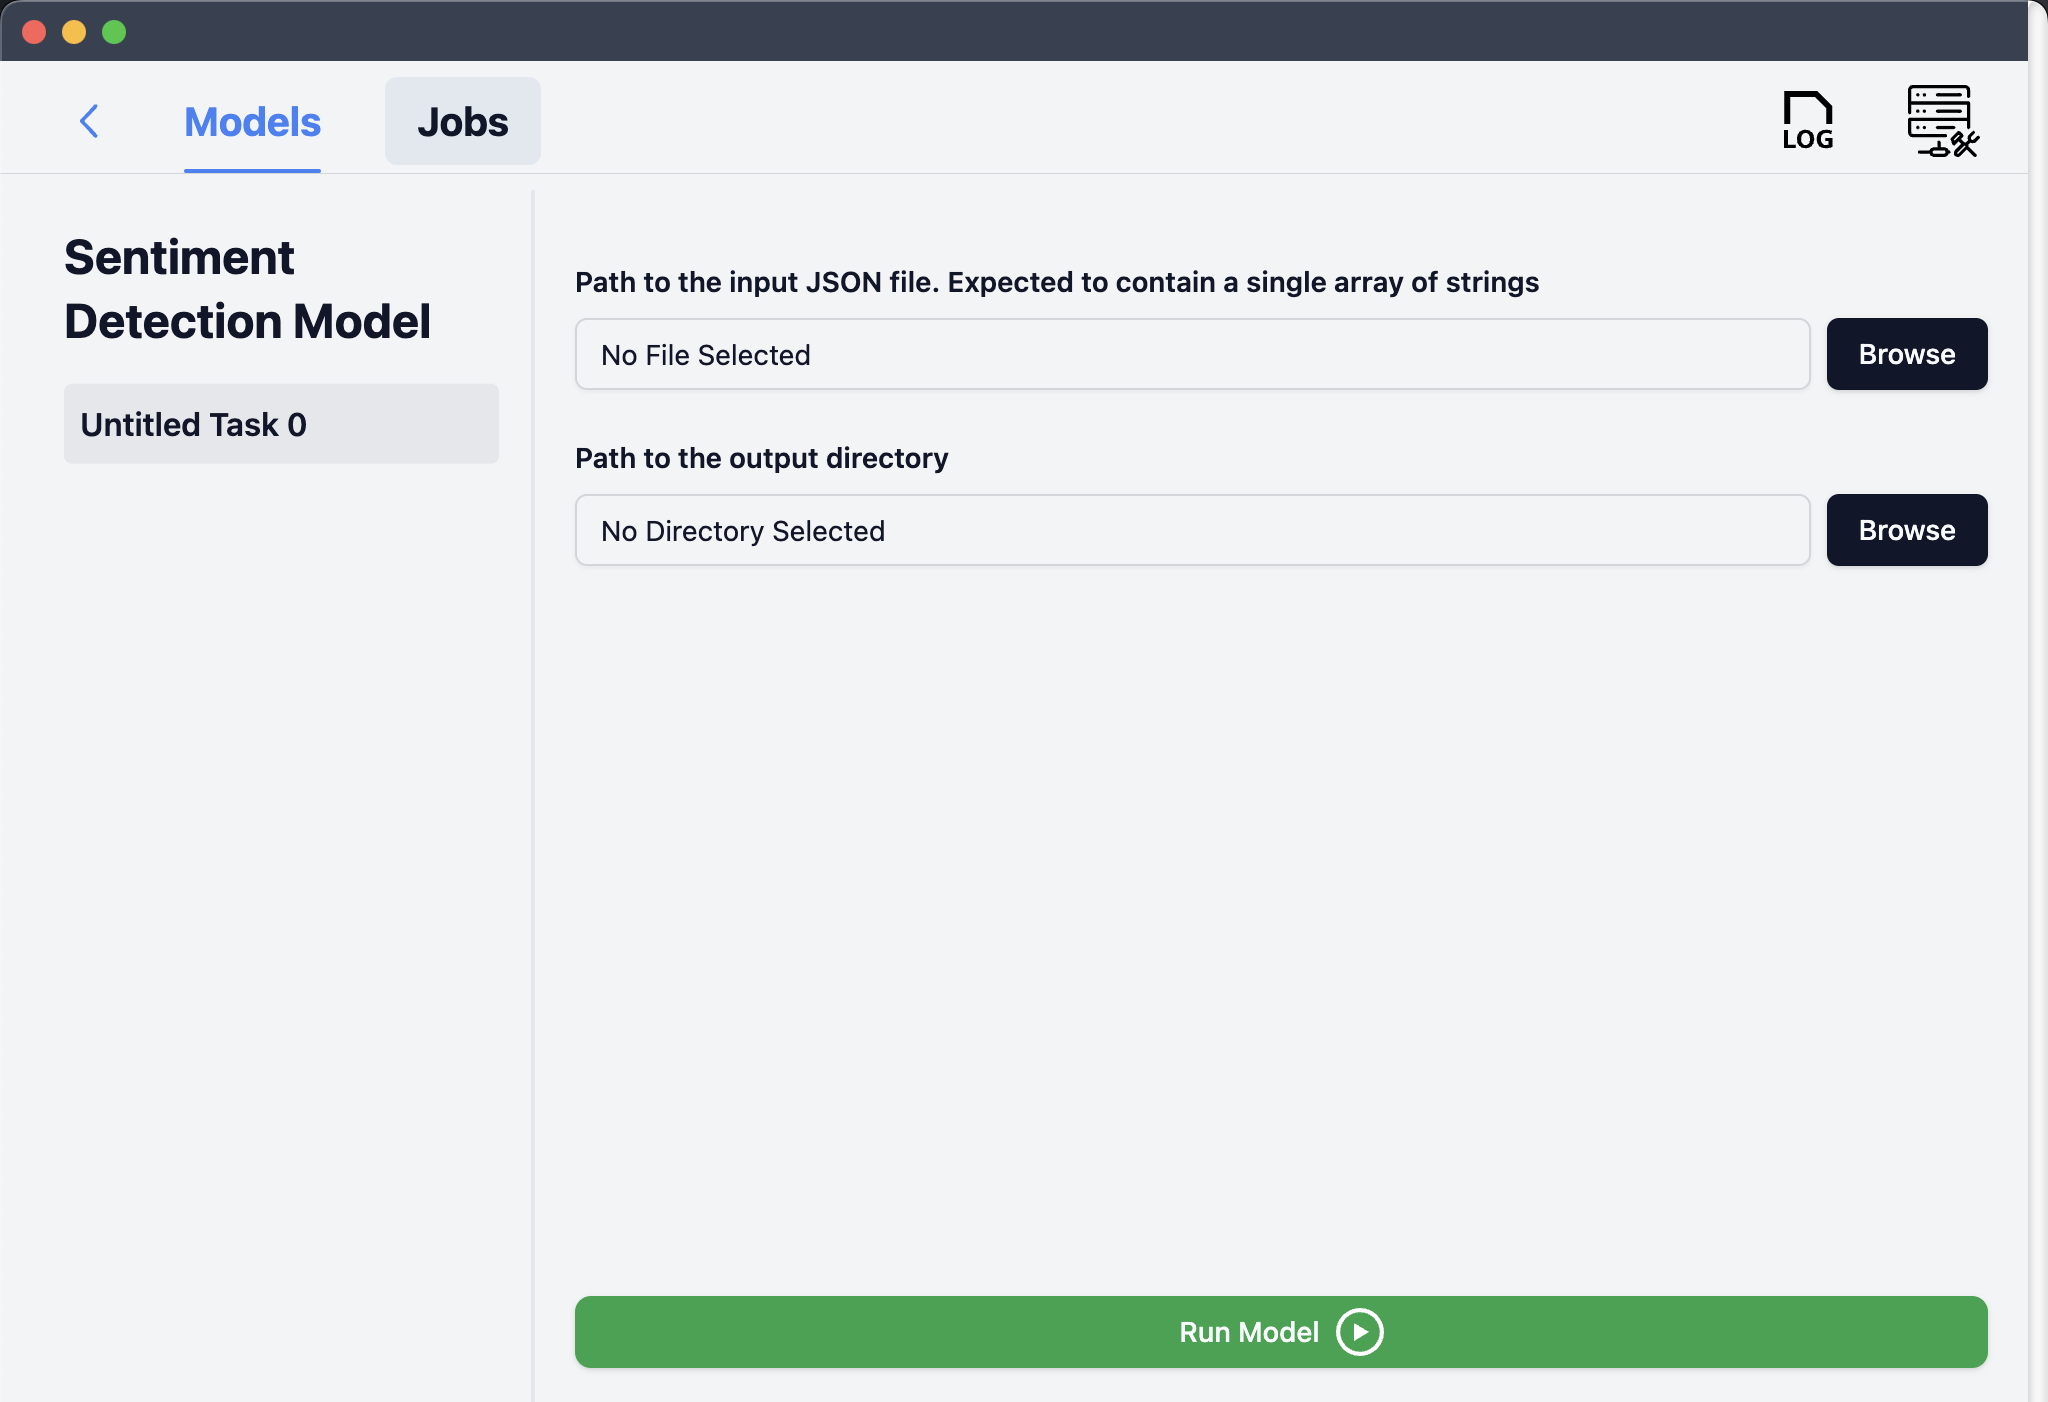 Models
Jobs
LOG
Sentiment
Detection Model
Untitled Task 0
Path to the input JSON file. Expected to contain a single array of strings
No File Selected
Browse
Path to the output directory
No Directory Selected
Browse
Run Model